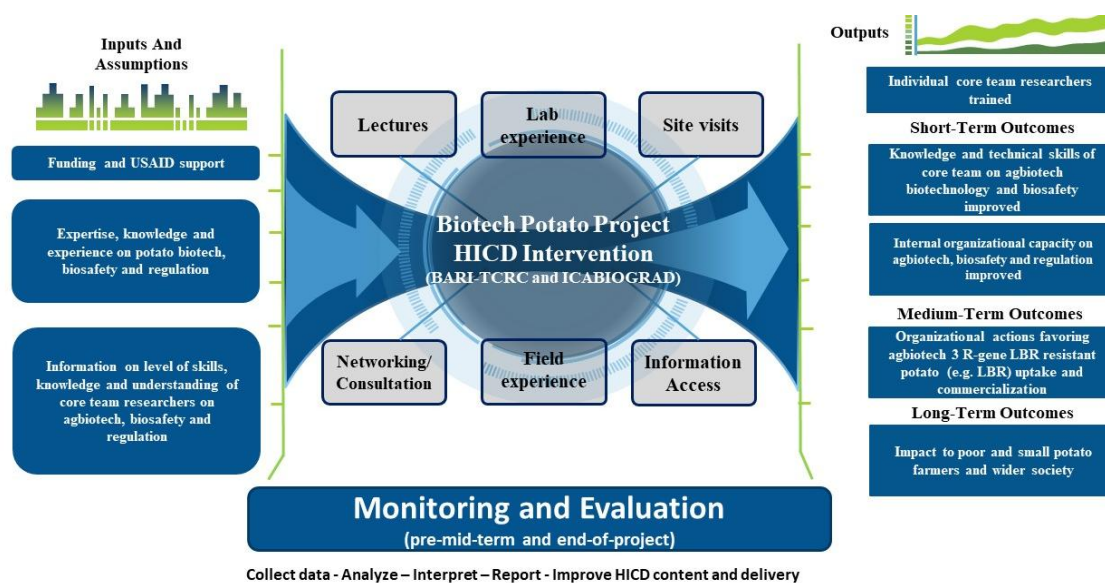 Inputs And
Assumptions
Funding and USAID support
Expertise, knowledge and
experience on potato biotech,
biosafety and regulation
Information on level of skills,
knowledge and understanding of
core team researchers on
agbiotech, biosafety and
regulation
Lectures
Lab
experience
Site visits
Biotech Potato Project
HICD Intervention
(BARI-TCRC and ICABIOGRAD)
Networking/
Consultation
Field
experience
Information
Access
Outputs
Individual core team researchers
trained
Short-Term Outcomes
Knowledge and technical skills of
core team on agbiotech
biotechnology and biosafety
improved
Internal organizational capacity on
agbiotech, biosafety and regulation
improved
Medium-Term Outcomes
Organizational actions favoring
agbiotech 3 R-gene LBR resistant
potato (e.g. LBR) uptake and
commercialization
Long-Term Outcomes
Impact to poor and small potato
farmers and wider society
Monitoring and Evaluation
(pre-mid-term and end-of-project)
Collect data - Analyze – Interpret – Report - Improve HICD content and delivery